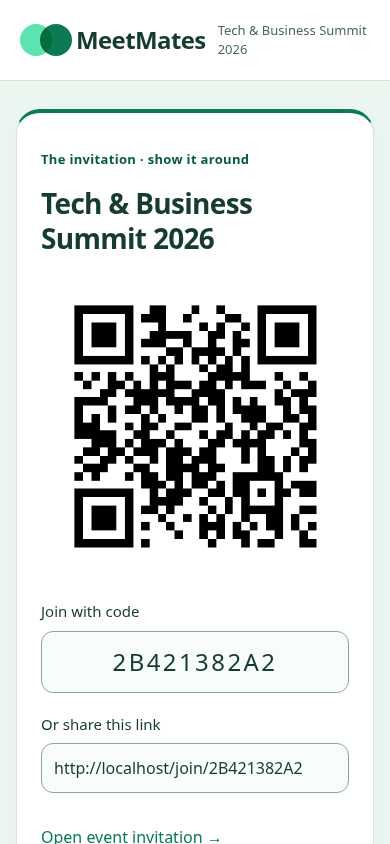 MeetMates
Tech & Business Summit
2026
The invitation · show it around
Tech & Business
Summit 2026
Join with code
2B421382A2
Or share this link
http://localhost/join/2B421382A2
Open event invitation →